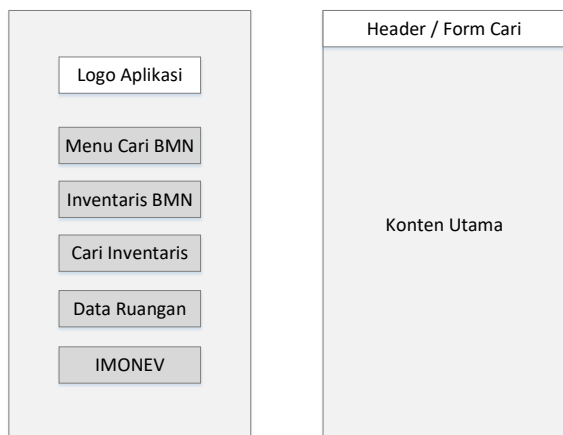 Logo Aplikasi
Menu Cari BMN
Inventaris BMN
Cari Inventaris
Data Ruangan
IMONEV
Header / Form Cari
Konten Utama